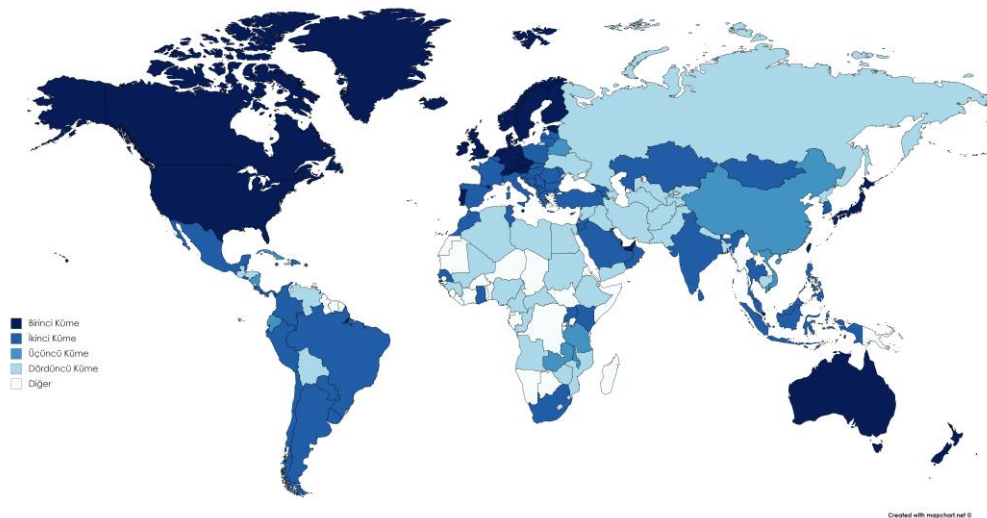 Birinci Küme
İkinci Küme
Üçüncü Küme
Dördüncü Küme
Diğer
Created with mapchart.net ©